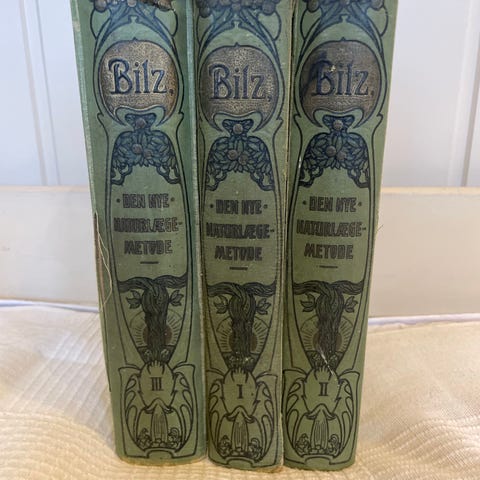 Bilz.
·DEN NYE·
NATURLÆGE-
METODE
III
Bilz.
·DEN NYE·
NATURLÆGE-
METODE
I
Bilz.
·DEN NYE·
NATURLÆGE-
METODE
II